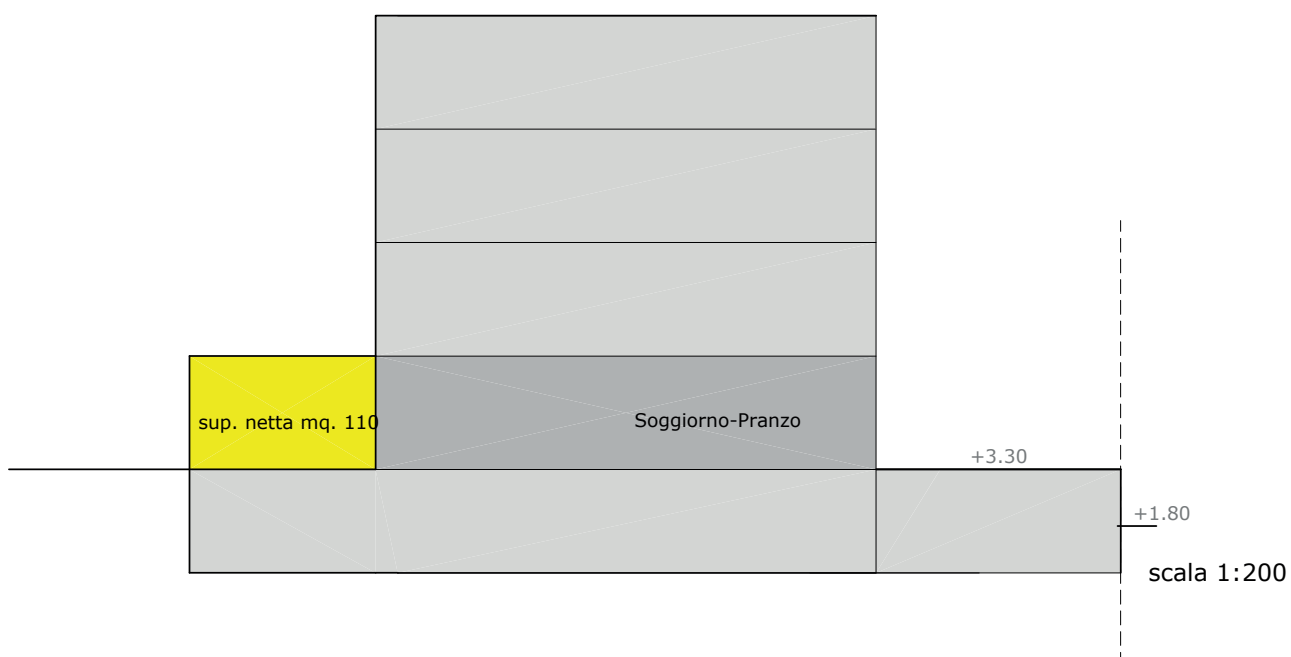 sup. netta mq. 110
Soggiorno-Pranzo
+3.30
+1.80
scala 1:200